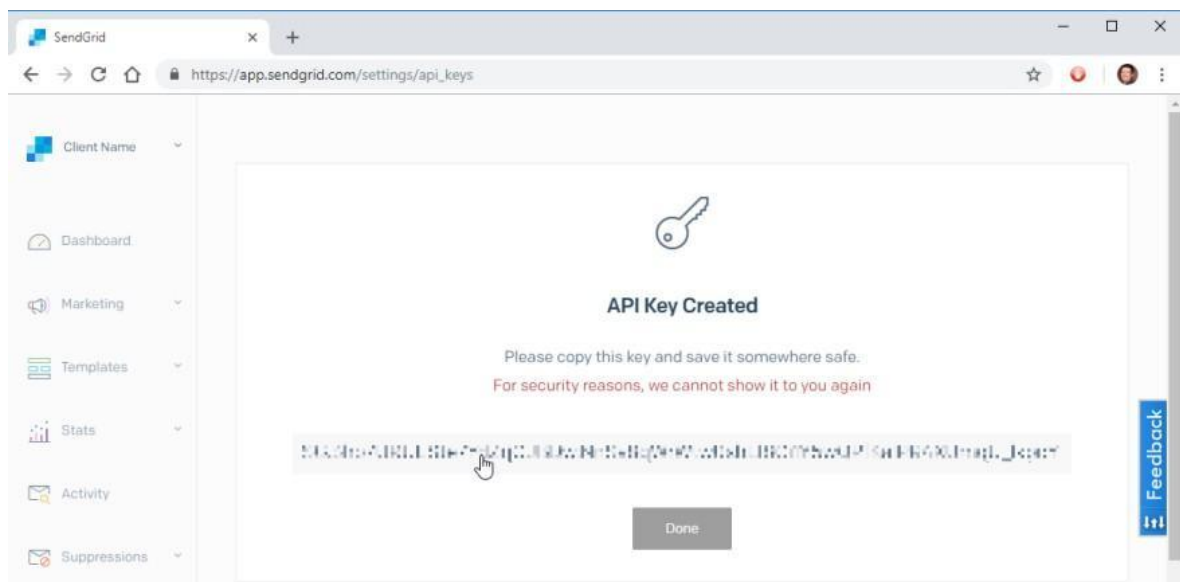 SendGrid
https://app.sendgrid.com/settings/api_keys
Client Name
Dashboard
Marketing
Templates
Stats
Activity
Suppressions
API Key Created
Please copy this key and save it somewhere safe.
For security reasons, we cannot show it to you again
Done
Feedback